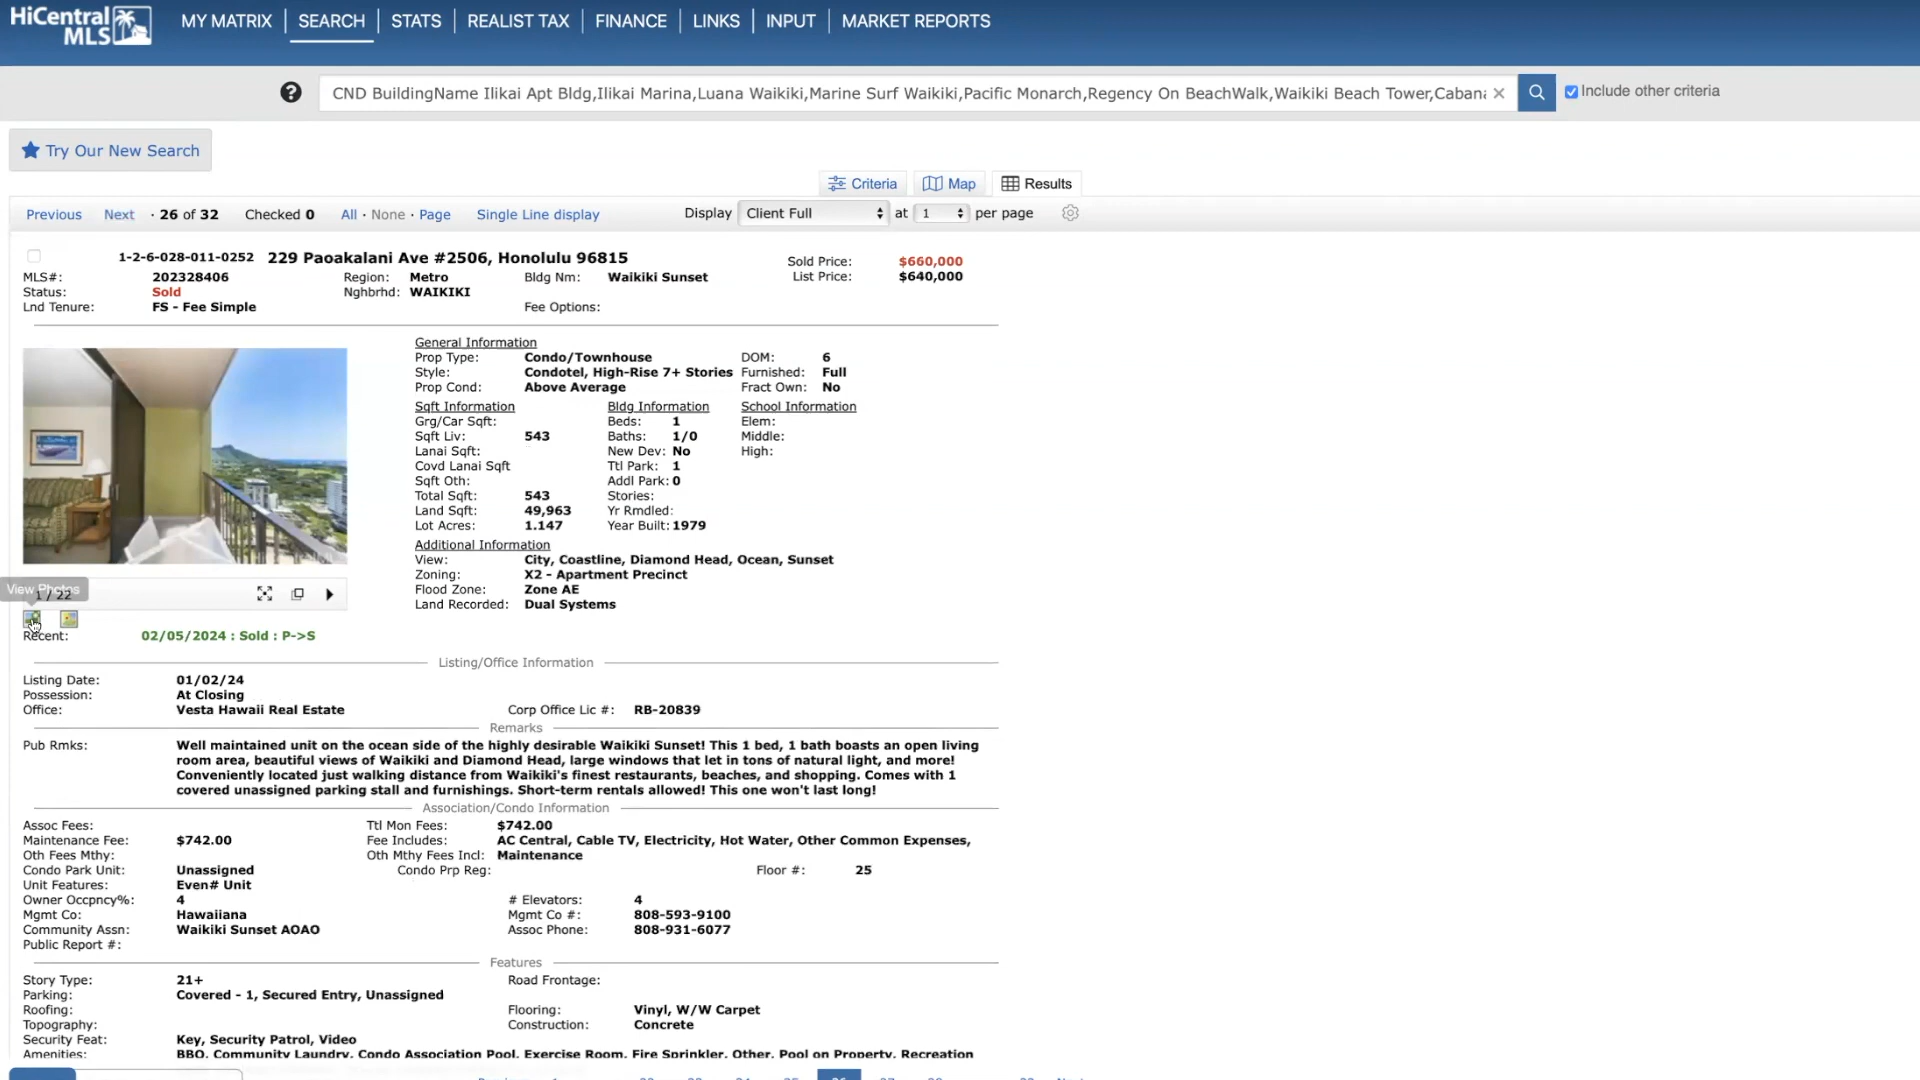 HiCentral MLS
MY MATRIX SEARCH STATS REALIST TAX FINANCE LINKS INPUT MARKET REPORTS
? CND BuildingName Ilikai Apt Bldg,Ilikai Marina,Luana Waikiki,Marine Surf Waikiki,Pacific Monarch,Regency On BeachWalk,Waikiki Beach Tower,Cabana Include other criteria
Try Our New Search
Criteria Map Results
Previous Next · 26 of 32 Checked 0 All · None · Page Single Line display Display Client Full at 1 per page
1-2-6-028-011-0252 229 Paoakalani Ave #2506, Honolulu 96815 Sold Price: $660,000
MLS#: 202328406 Region: Metro Bldg Nm: Waikiki Sunset List Price: $640,000
Status: Sold Nghbrhd: WAIKIKI
Lnd Tenure: FS - Fee Simple Fee Options:
General Information
Prop Type: Condo/Townhouse DOM: 6
Style: Condotel, High-Rise 7+ Stories Furnished: Full
Prop Cond: Above Average Fract Own: No
Sqft Information Bldg Information School Information
Grg/Car Sqft: Beds: 1 Elem:
Sqft Liv: 543 Baths: 1/0 Middle:
Lanai Sqft: New Dev: No High:
Covd Lanai Sqft Ttl Park: 1
Sqft Oth: Addl Park: 0
Total Sqft: 543 Stories:
Land Sqft: 49,963 Yr Rmdled:
Lot Acres: 1.147 Year Built: 1979
Additional Information
View: City, Coastline, Diamond Head, Ocean, Sunset
Zoning: X2 - Apartment Precinct
Flood Zone: Zone AE
Land Recorded: Dual Systems
View Photos
1 / 22
Recent: 02/05/2024 : Sold : P->S
Listing/Office Information
Listing Date: 01/02/24
Possession: At Closing
Office: Vesta Hawaii Real Estate Corp Office Lic #: RB-20839
Remarks
Pub Rmks: Well maintained unit on the ocean side of the highly desirable Waikiki Sunset! This 1 bed, 1 bath boasts an open living
room area, beautiful views of Waikiki and Diamond Head, large windows that let in tons of natural light, and more!
Conveniently located just walking distance from Waikiki's finest restaurants, beaches, and shopping. Comes with 1
covered unassigned parking stall and furnishings. Short-term rentals allowed! This one won't last long!
Association/Condo Information
Assoc Fees: Ttl Mon Fees: $742.00
Maintenance Fee: $742.00 Fee Includes: AC Central, Cable TV, Electricity, Hot Water, Other Common Expenses,
Oth Fees Mthy: Oth Mthy Fees Incl: Maintenance
Condo Park Unit: Unassigned Condo Prp Reg: Floor #: 25
Unit Features: Even# Unit
Owner Occpncy%: 4 # Elevators: 4
Mgmt Co: Hawaiiana Mgmt Co #: 808-593-9100
Community Assn: Waikiki Sunset AOAO Assoc Phone: 808-931-6077
Public Report #:
Features
Story Type: 21+ Road Frontage:
Parking: Covered - 1, Secured Entry, Unassigned
Roofing: Flooring: Vinyl, W/W Carpet
Topography: Construction: Concrete
Security Feat: Key, Security Patrol, Video
Amenities: BBQ, Community Laundry, Condo Association Pool, Exercise Room, Fire Sprinkler, Other, Pool on Property, Recreation